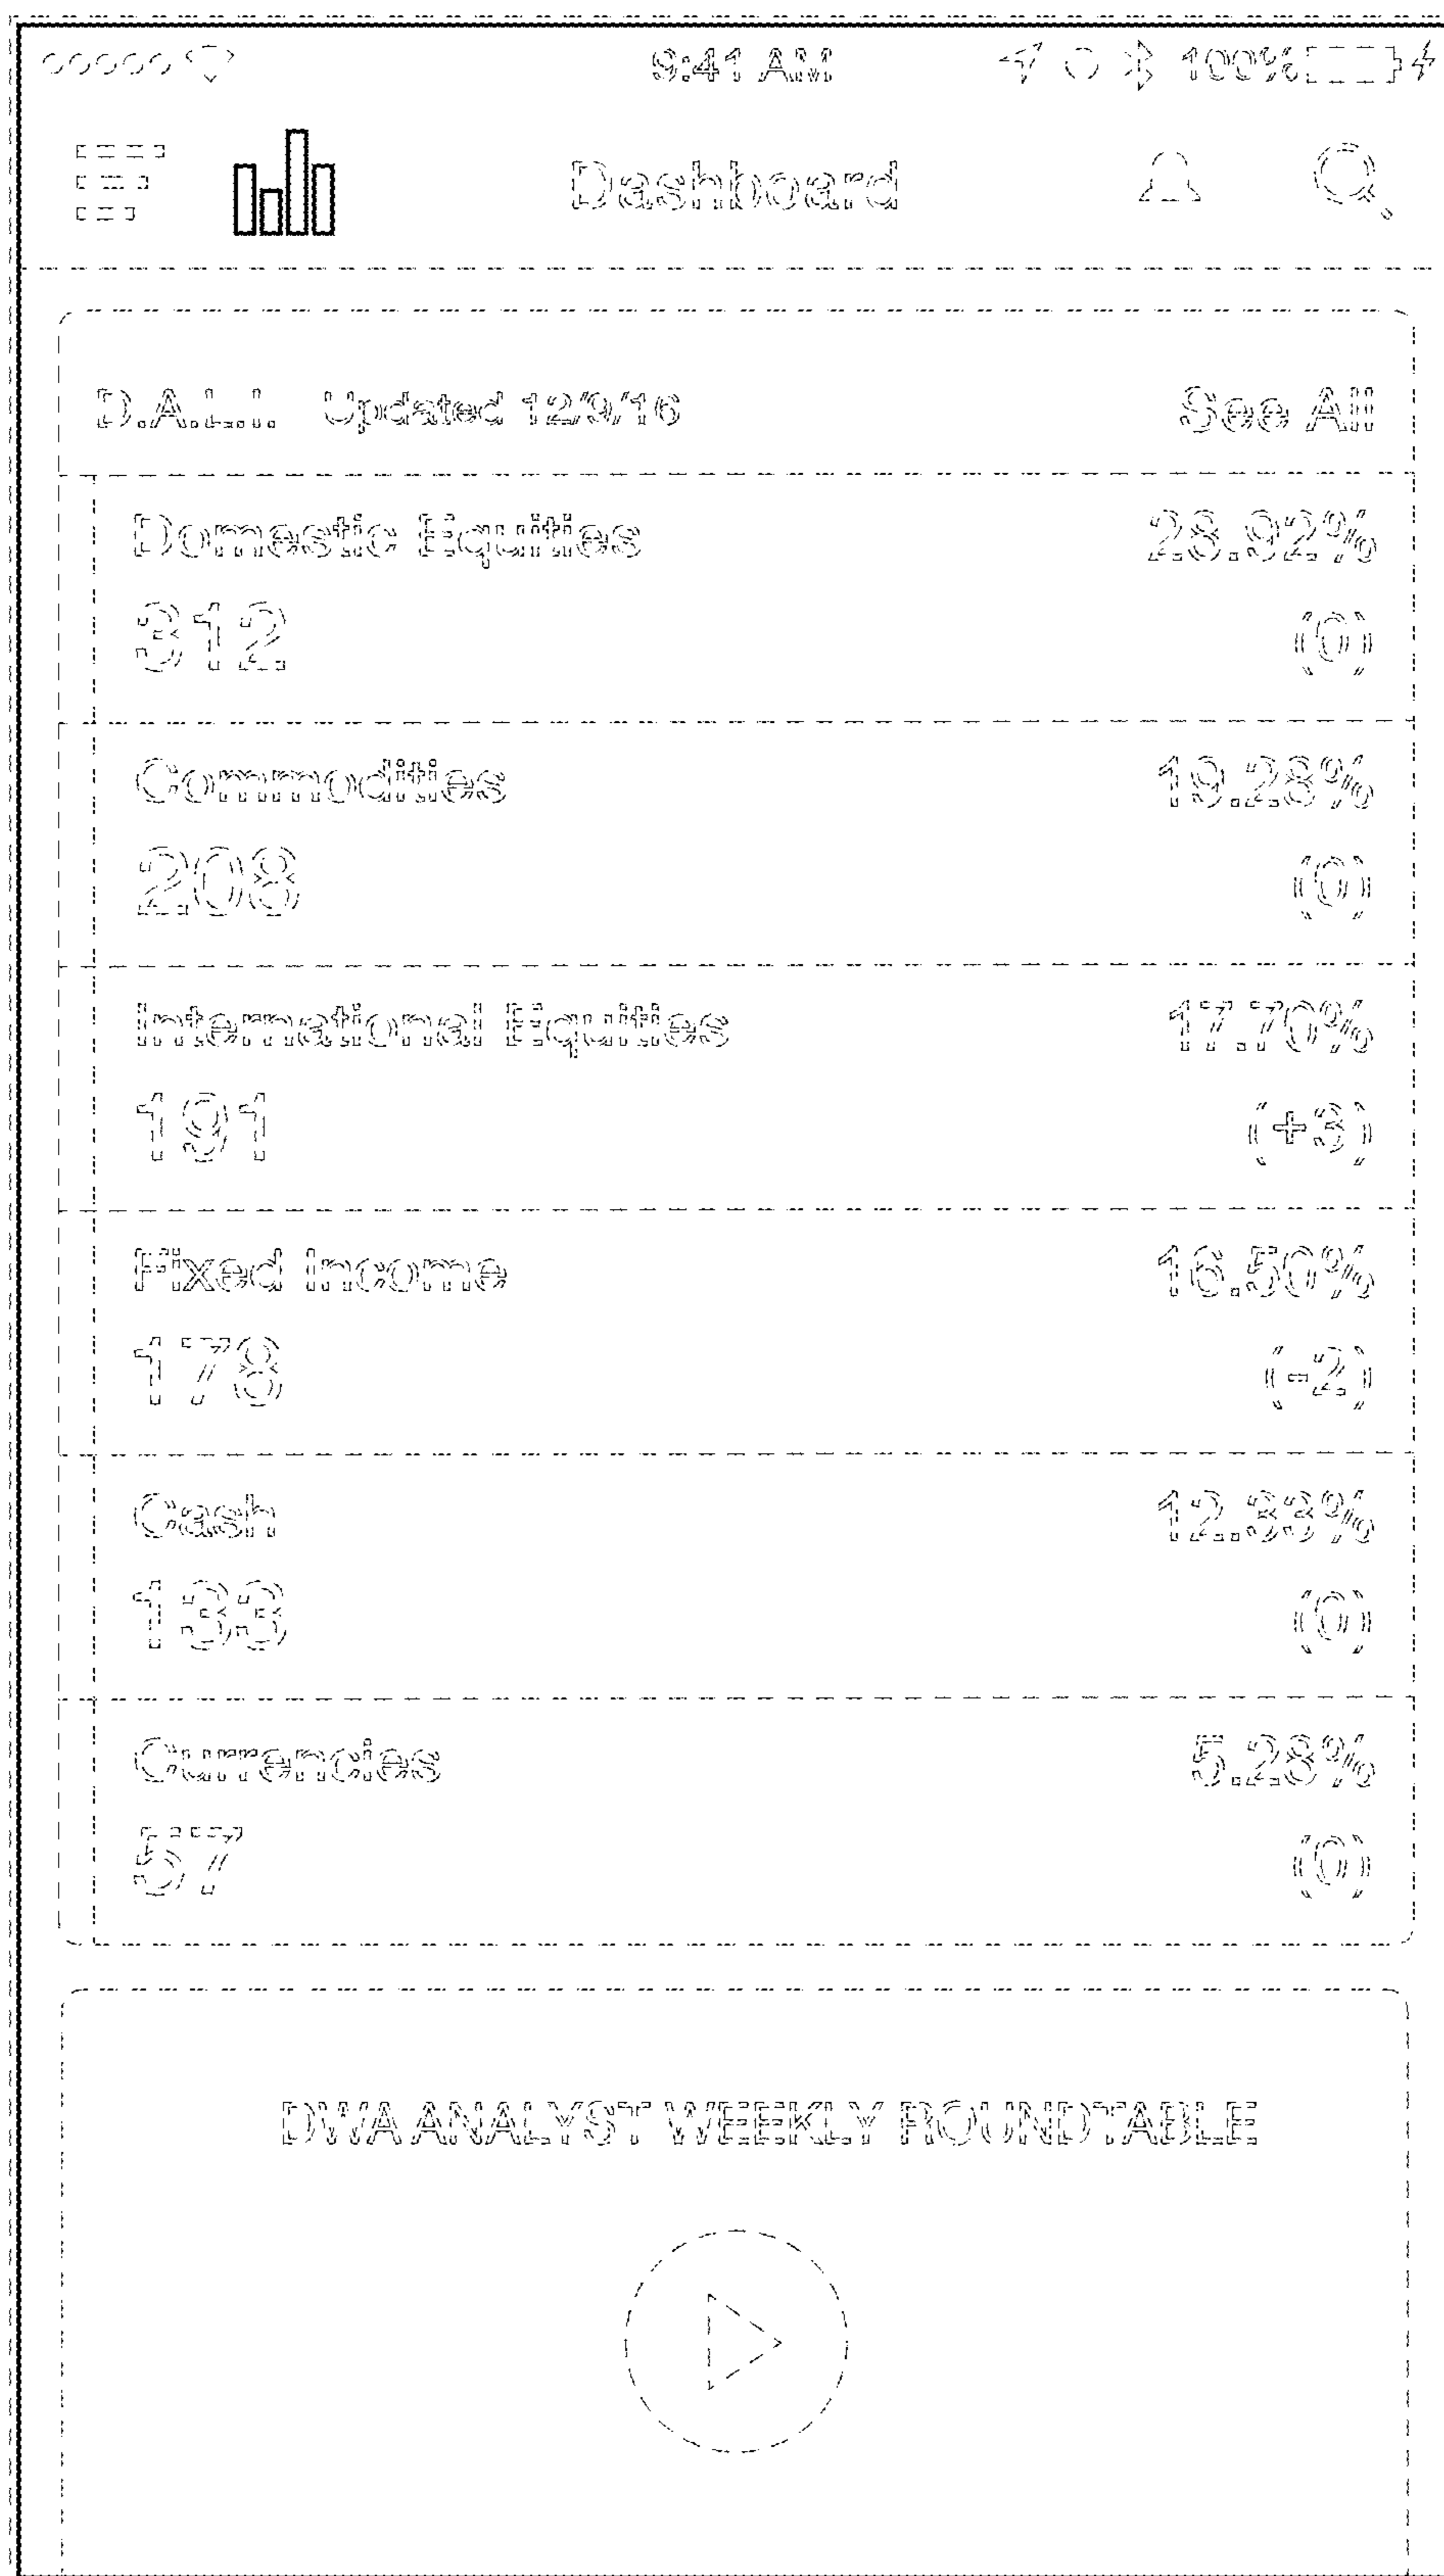 9:41 AM 100%
Dashboard
D.A.L.I. Updated 12/9/16 See All
Domestic Equities 28.92%
312 (0)
Commodities 19.28%
208 (0)
International Equities 17.70%
191 (+3)
Fixed Income 16.50%
178 (-2)
Cash 12.33%
133 (0)
Currencies 5.28%
57 (0)
DWA ANALYST WEEKLY ROUNDTABLE